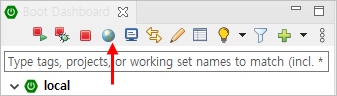 Boot Dashboard
Type tags, projects, or working set names to match (incl. *
local